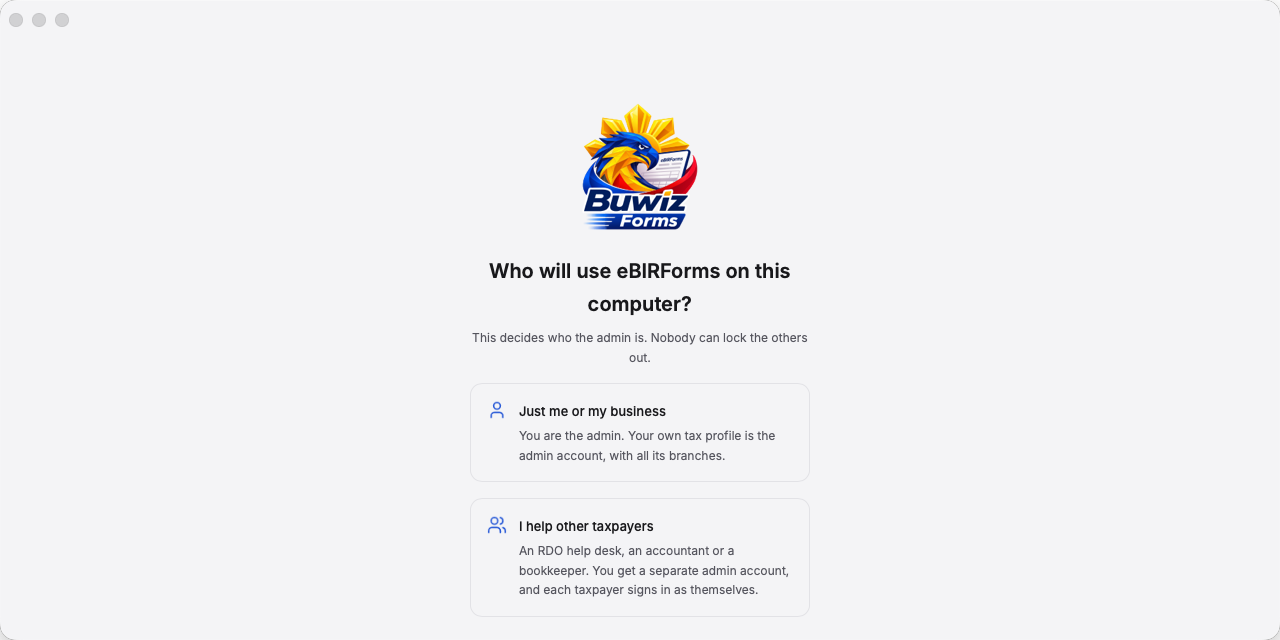 eBIRForms
Buwiz
Forms
Who will use eBIRForms on this
computer?
This decides who the admin is. Nobody can lock the others
out.
Just me or my business
You are the admin. Your own tax profile is the
admin account, with all its branches.
I help other taxpayers
An RDO help desk, an accountant or a
bookkeeper. You get a separate admin account,
and each taxpayer signs in as themselves.